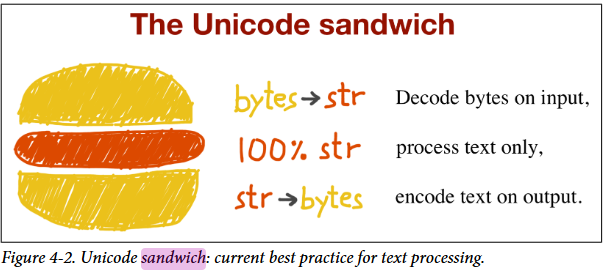 The Unicode sandwich
bytes→str Decode bytes on input,
100% str process text only,
str→bytes encode text on output.
Figure 4-2. Unicode sandwich: current best practice for text processing.